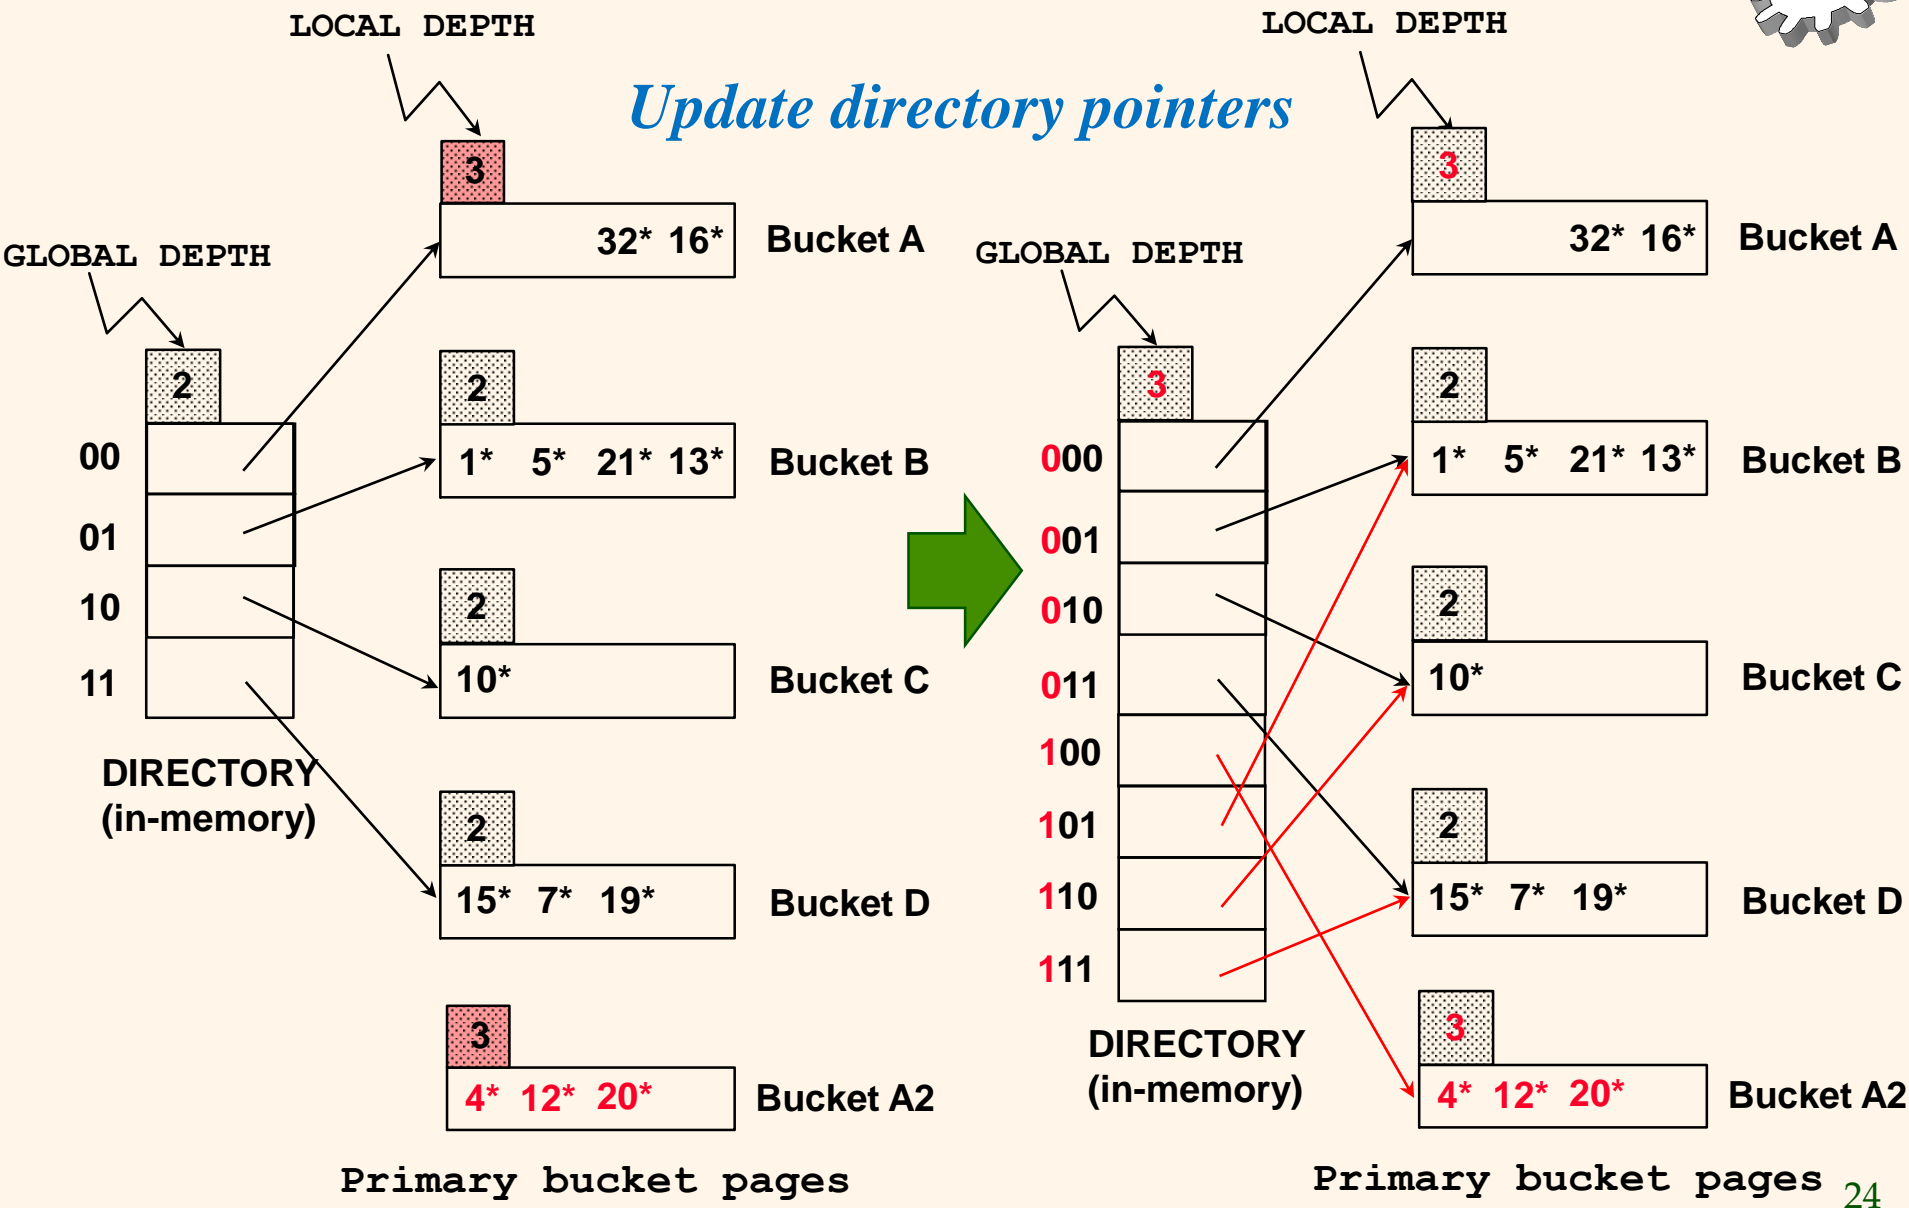 LOCAL DEPTH
LOCAL DEPTH
Update directory pointers
3
32* 16*
Bucket A
GLOBAL DEPTH
2
00
01
10
11
DIRECTORY
(in-memory)
2
1* 5* 21* 13*
Bucket B
2
10*
Bucket C
2
15* 7* 19*
Bucket D
3
4* 12* 20*
Bucket A2
Primary bucket pages
3
32* 16*
Bucket A
GLOBAL DEPTH
3
000
001
010
011
100
101
110
111
DIRECTORY
(in-memory)
2
1* 5* 21* 13*
Bucket B
2
10*
Bucket C
2
15* 7* 19*
Bucket D
3
4* 12* 20*
Bucket A2
Primary bucket pages
24